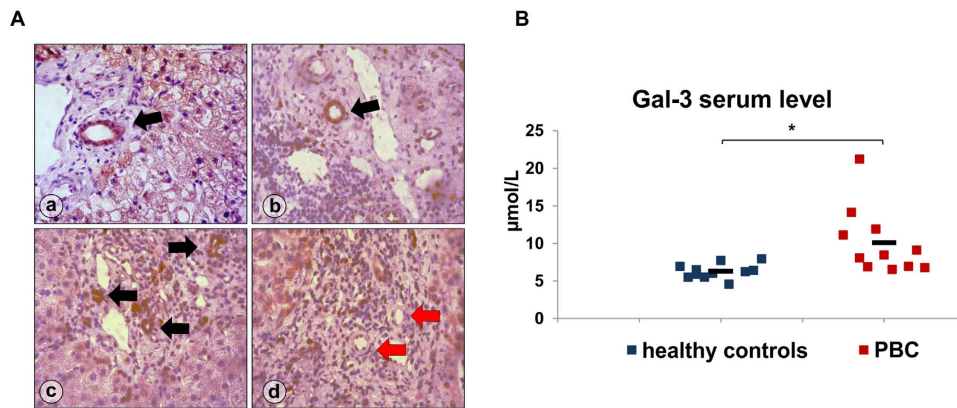 A
B
a
b
c
d
Gal-3 serum level
*
25
20
15
10
5
0
μmol/L
healthy controls
PBC